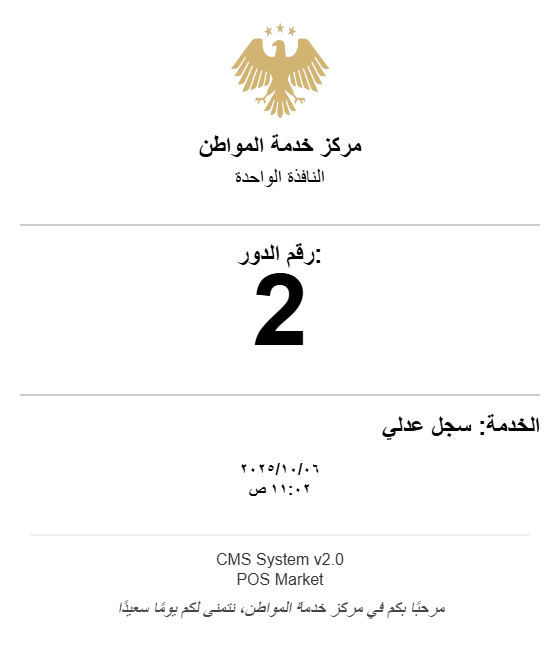 مركز خدمة المواطن
النافذة الواحدة
رقم الدور:
2
الخدمة: سجل عدلي
٢٠٢٥/١٠/٠٦
١١:٠٢ ص
CMS System v2.0
POS Market
مرحبًا بكم في مركز خدمة المواطن، نتمنى لكم يومًا سعيدًا